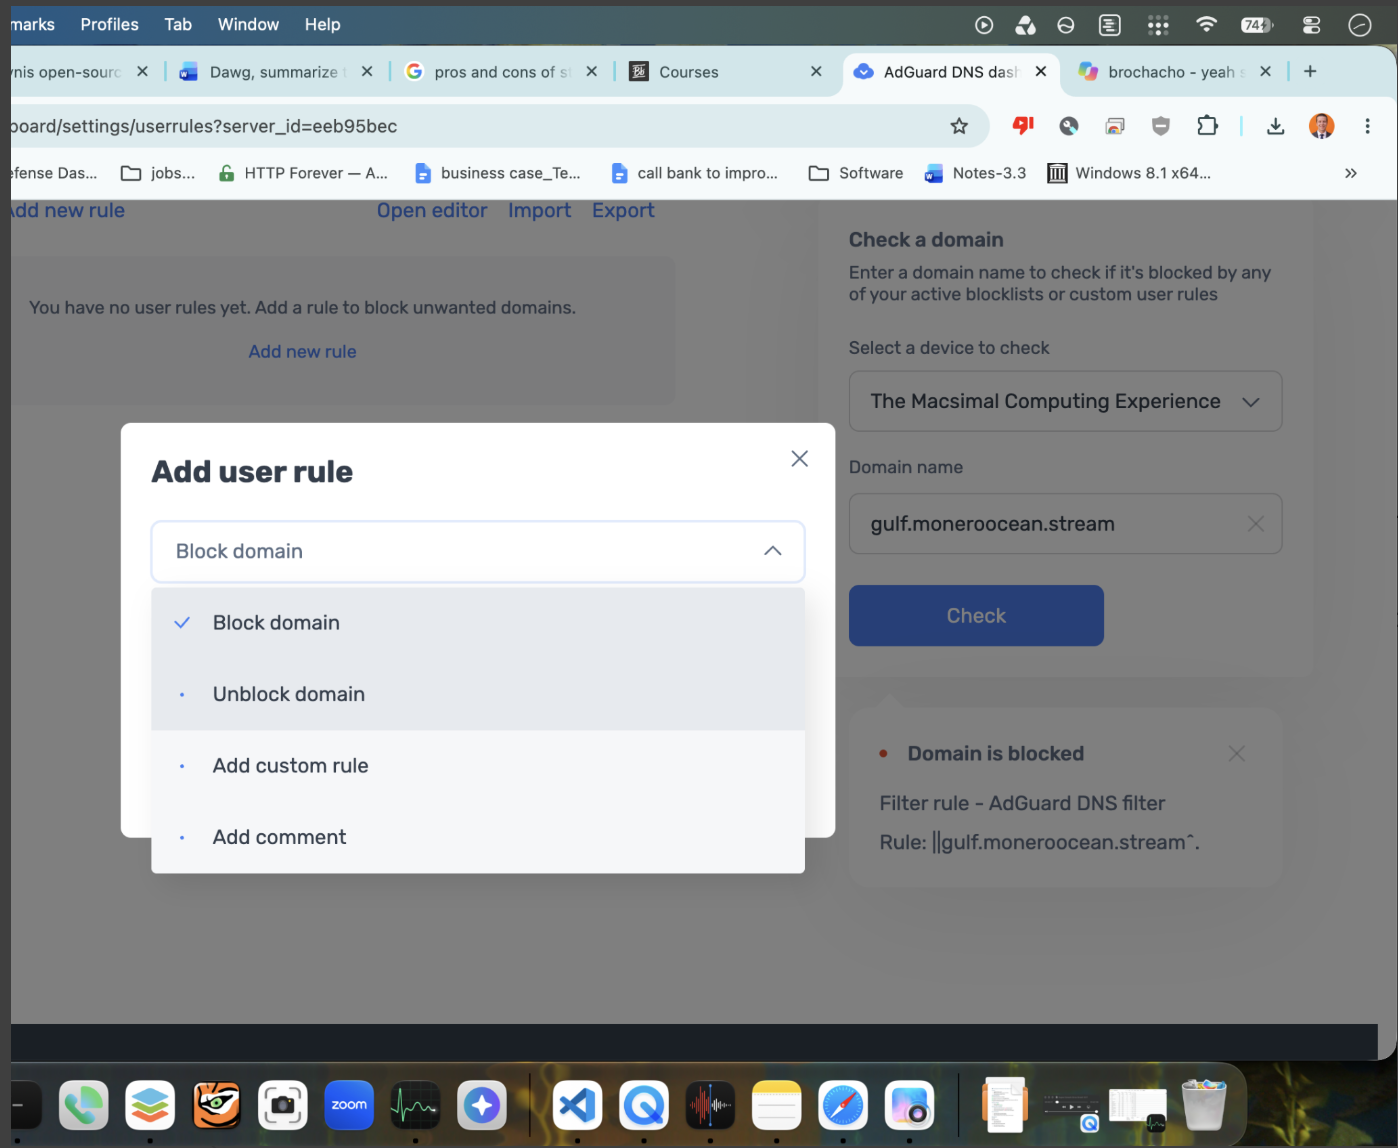 marks Profiles Tab Window Help 74
nis open-sourc Dawg, summarize t pros and cons of st Courses AdGuard DNS dash brochacho - yeah s
board/settings/userrules?server_id=eeb95bec
efense Das... jobs... HTTP Forever — A... business case_Te... call bank to impro... Software Notes-3.3 Windows 8.1 x64... »
Add new rule Open editor Import Export
You have no user rules yet. Add a rule to block unwanted domains.
Add new rule
Add user rule
Block domain
Block domain
Unblock domain
Add custom rule
Add comment
Check a domain
Enter a domain name to check if it's blocked by any
of your active blocklists or custom user rules
Select a device to check
The Macsimal Computing Experience
Domain name
gulf.moneroocean.stream
Check
Domain is blocked
Filter rule - AdGuard DNS filter
Rule: ||gulf.moneroocean.stream^.
zoom